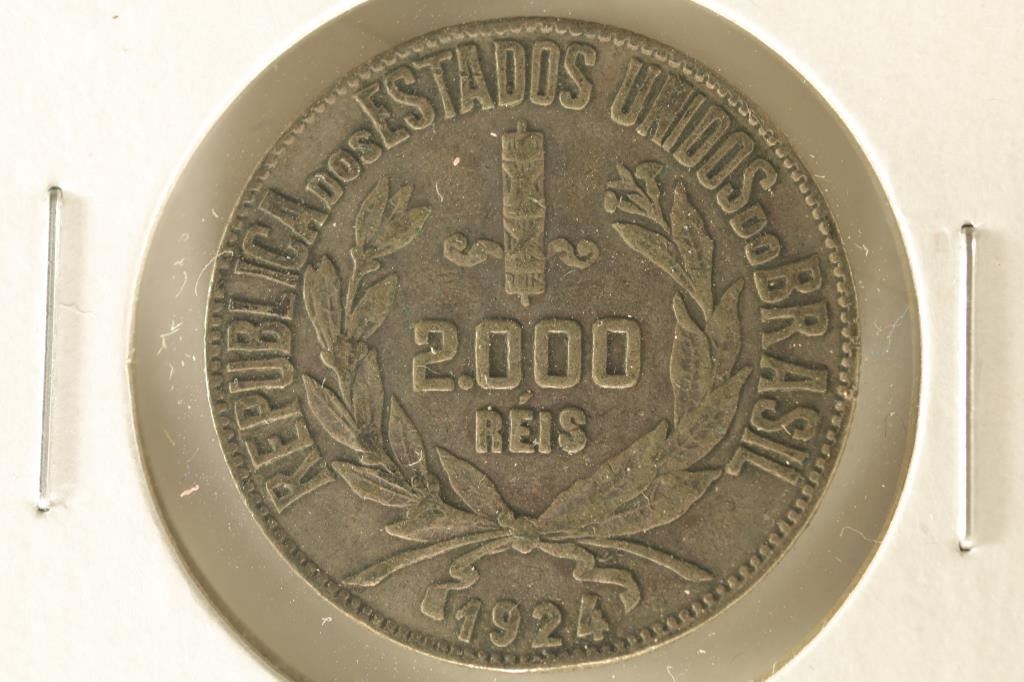 REPUBLICA DOS ESTADOS UNIDOS DO BRASIL
2.000
RÉIS
1924